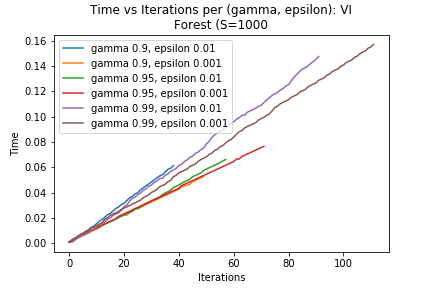 Time vs Iterations per (gamma, epsilon): VI
Forest (S=1000
0.16
0.14
0.12
0.10
0.08
0.06
0.04
0.02
0.00
Time
gamma 0.9, epsilon 0.01
gamma 0.9, epsilon 0.001
gamma 0.95, epsilon 0.01
gamma 0.95, epsilon 0.001
gamma 0.99, epsilon 0.01
gamma 0.99, epsilon 0.001
0 20 40 60 80 100
Iterations